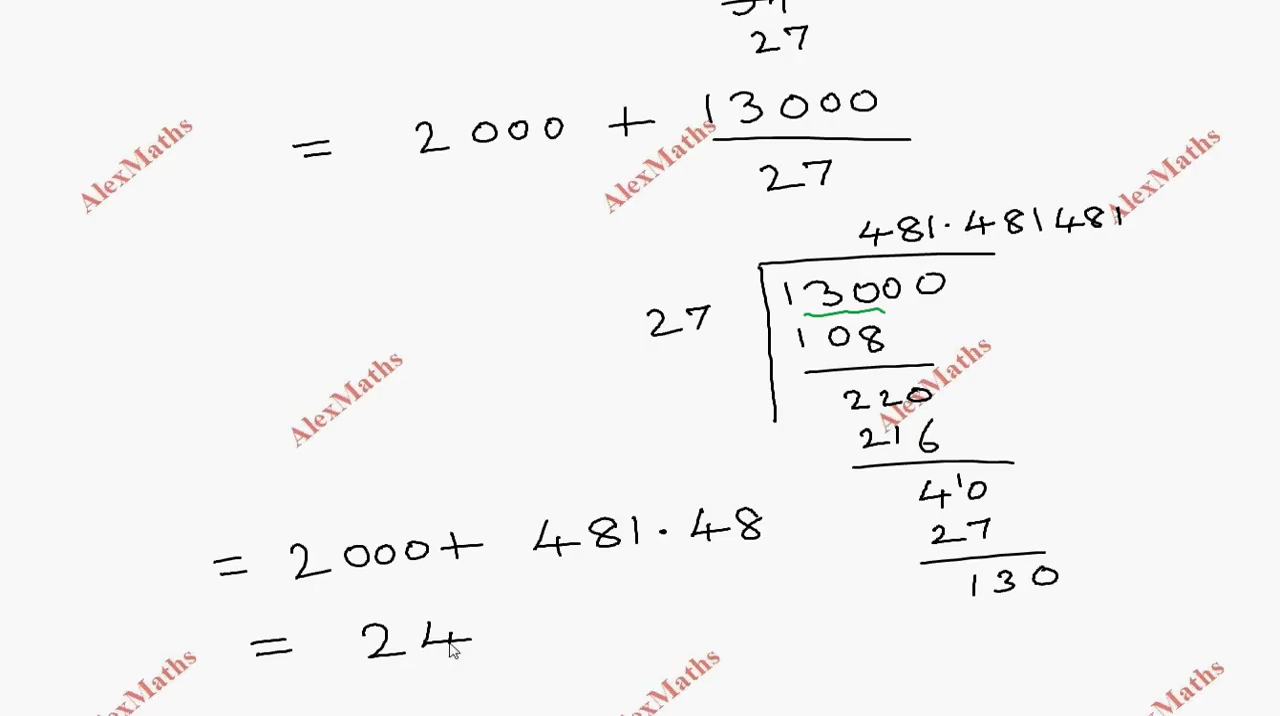 27
= 2000 + 13000
27
AlexMaths AlexMaths AlexMaths
481.481481
27 13000
108
AlexMaths AlexMaths
220
216
40
27
130
= 2000 + 481.48
= 24
AlexMaths AlexMaths AlexMaths